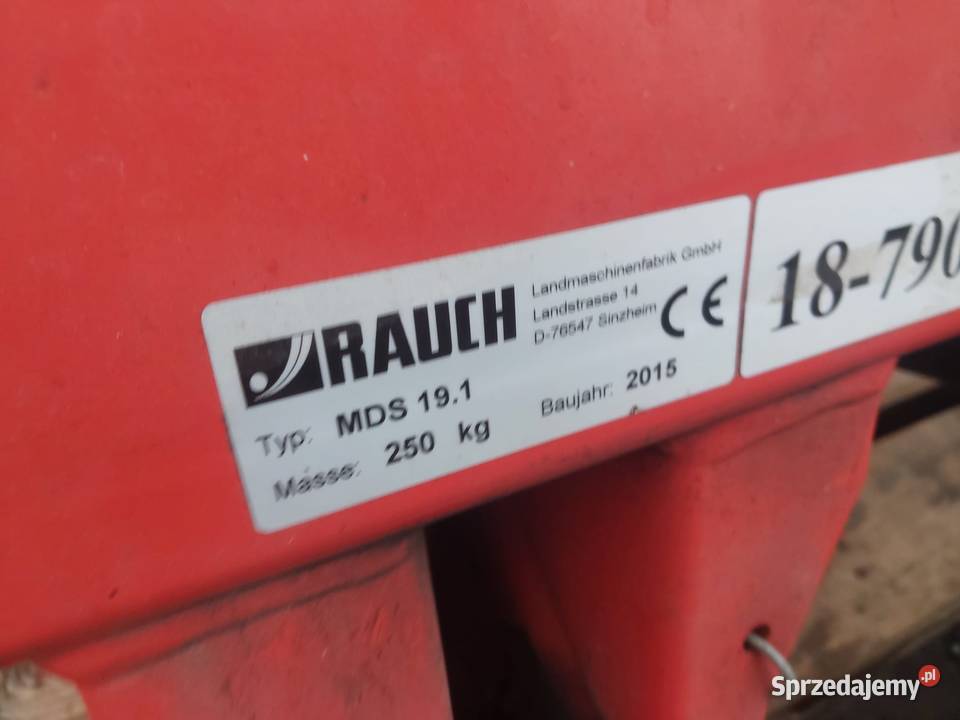 RAUCH
Landmaschinenfabrik GmbH
Landstrasse 14
D-76547 Sinzheim
CE
Typ: MDS 19.1
Masse: 250 kg
Baujahr: 2015
18-790
Sprzedajemy.pl